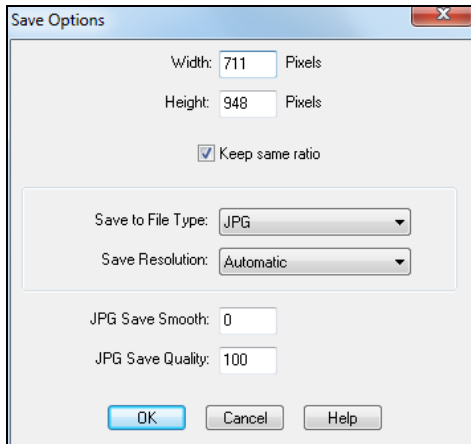 Save Options
Width: 711 Pixels
Height: 948 Pixels
Keep same ratio
Save to File Type: JPG
Save Resolution: Automatic
JPG Save Smooth: 0
JPG Save Quality: 100
OK Cancel Help